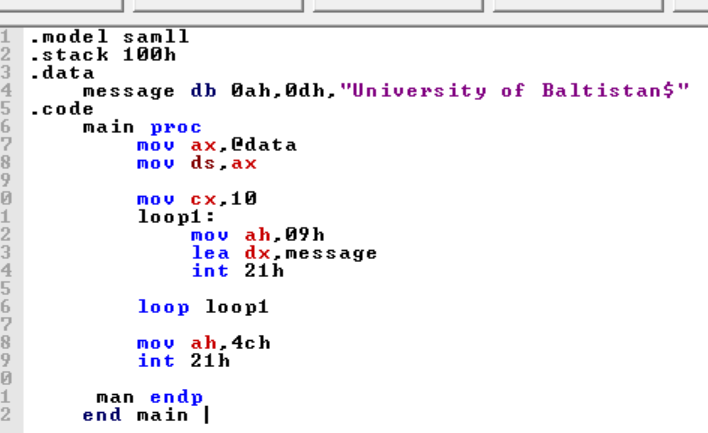 1 .model samll
2 .stack 100h
3 .data
4 message db 0ah,0dh,"University of Baltistan$"
5 .code
6 main proc
7 mov ax,@data
8 mov ds,ax
9
0 mov cx,10
1 loop1:
2 mov ah,09h
3 lea dx,message
4 int 21h
5
6 loop loop1
7
8 mov ah,4ch
9 int 21h
0
1 man endp
2 end main